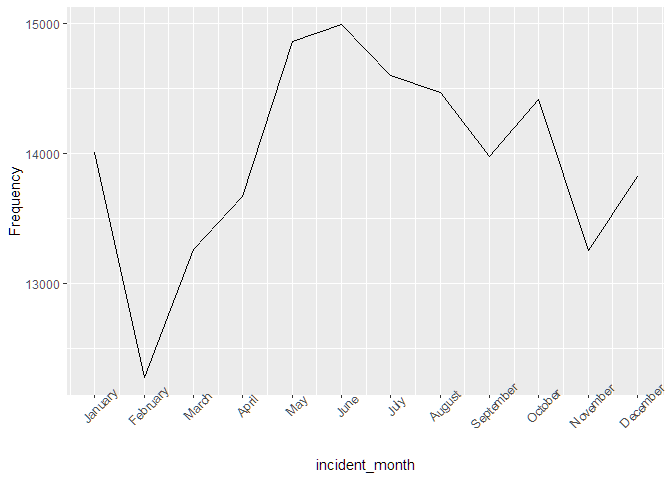 15000
14000
13000
Frequency
January
February
March
April
May
June
July
August
September
October
November
December
incident_month